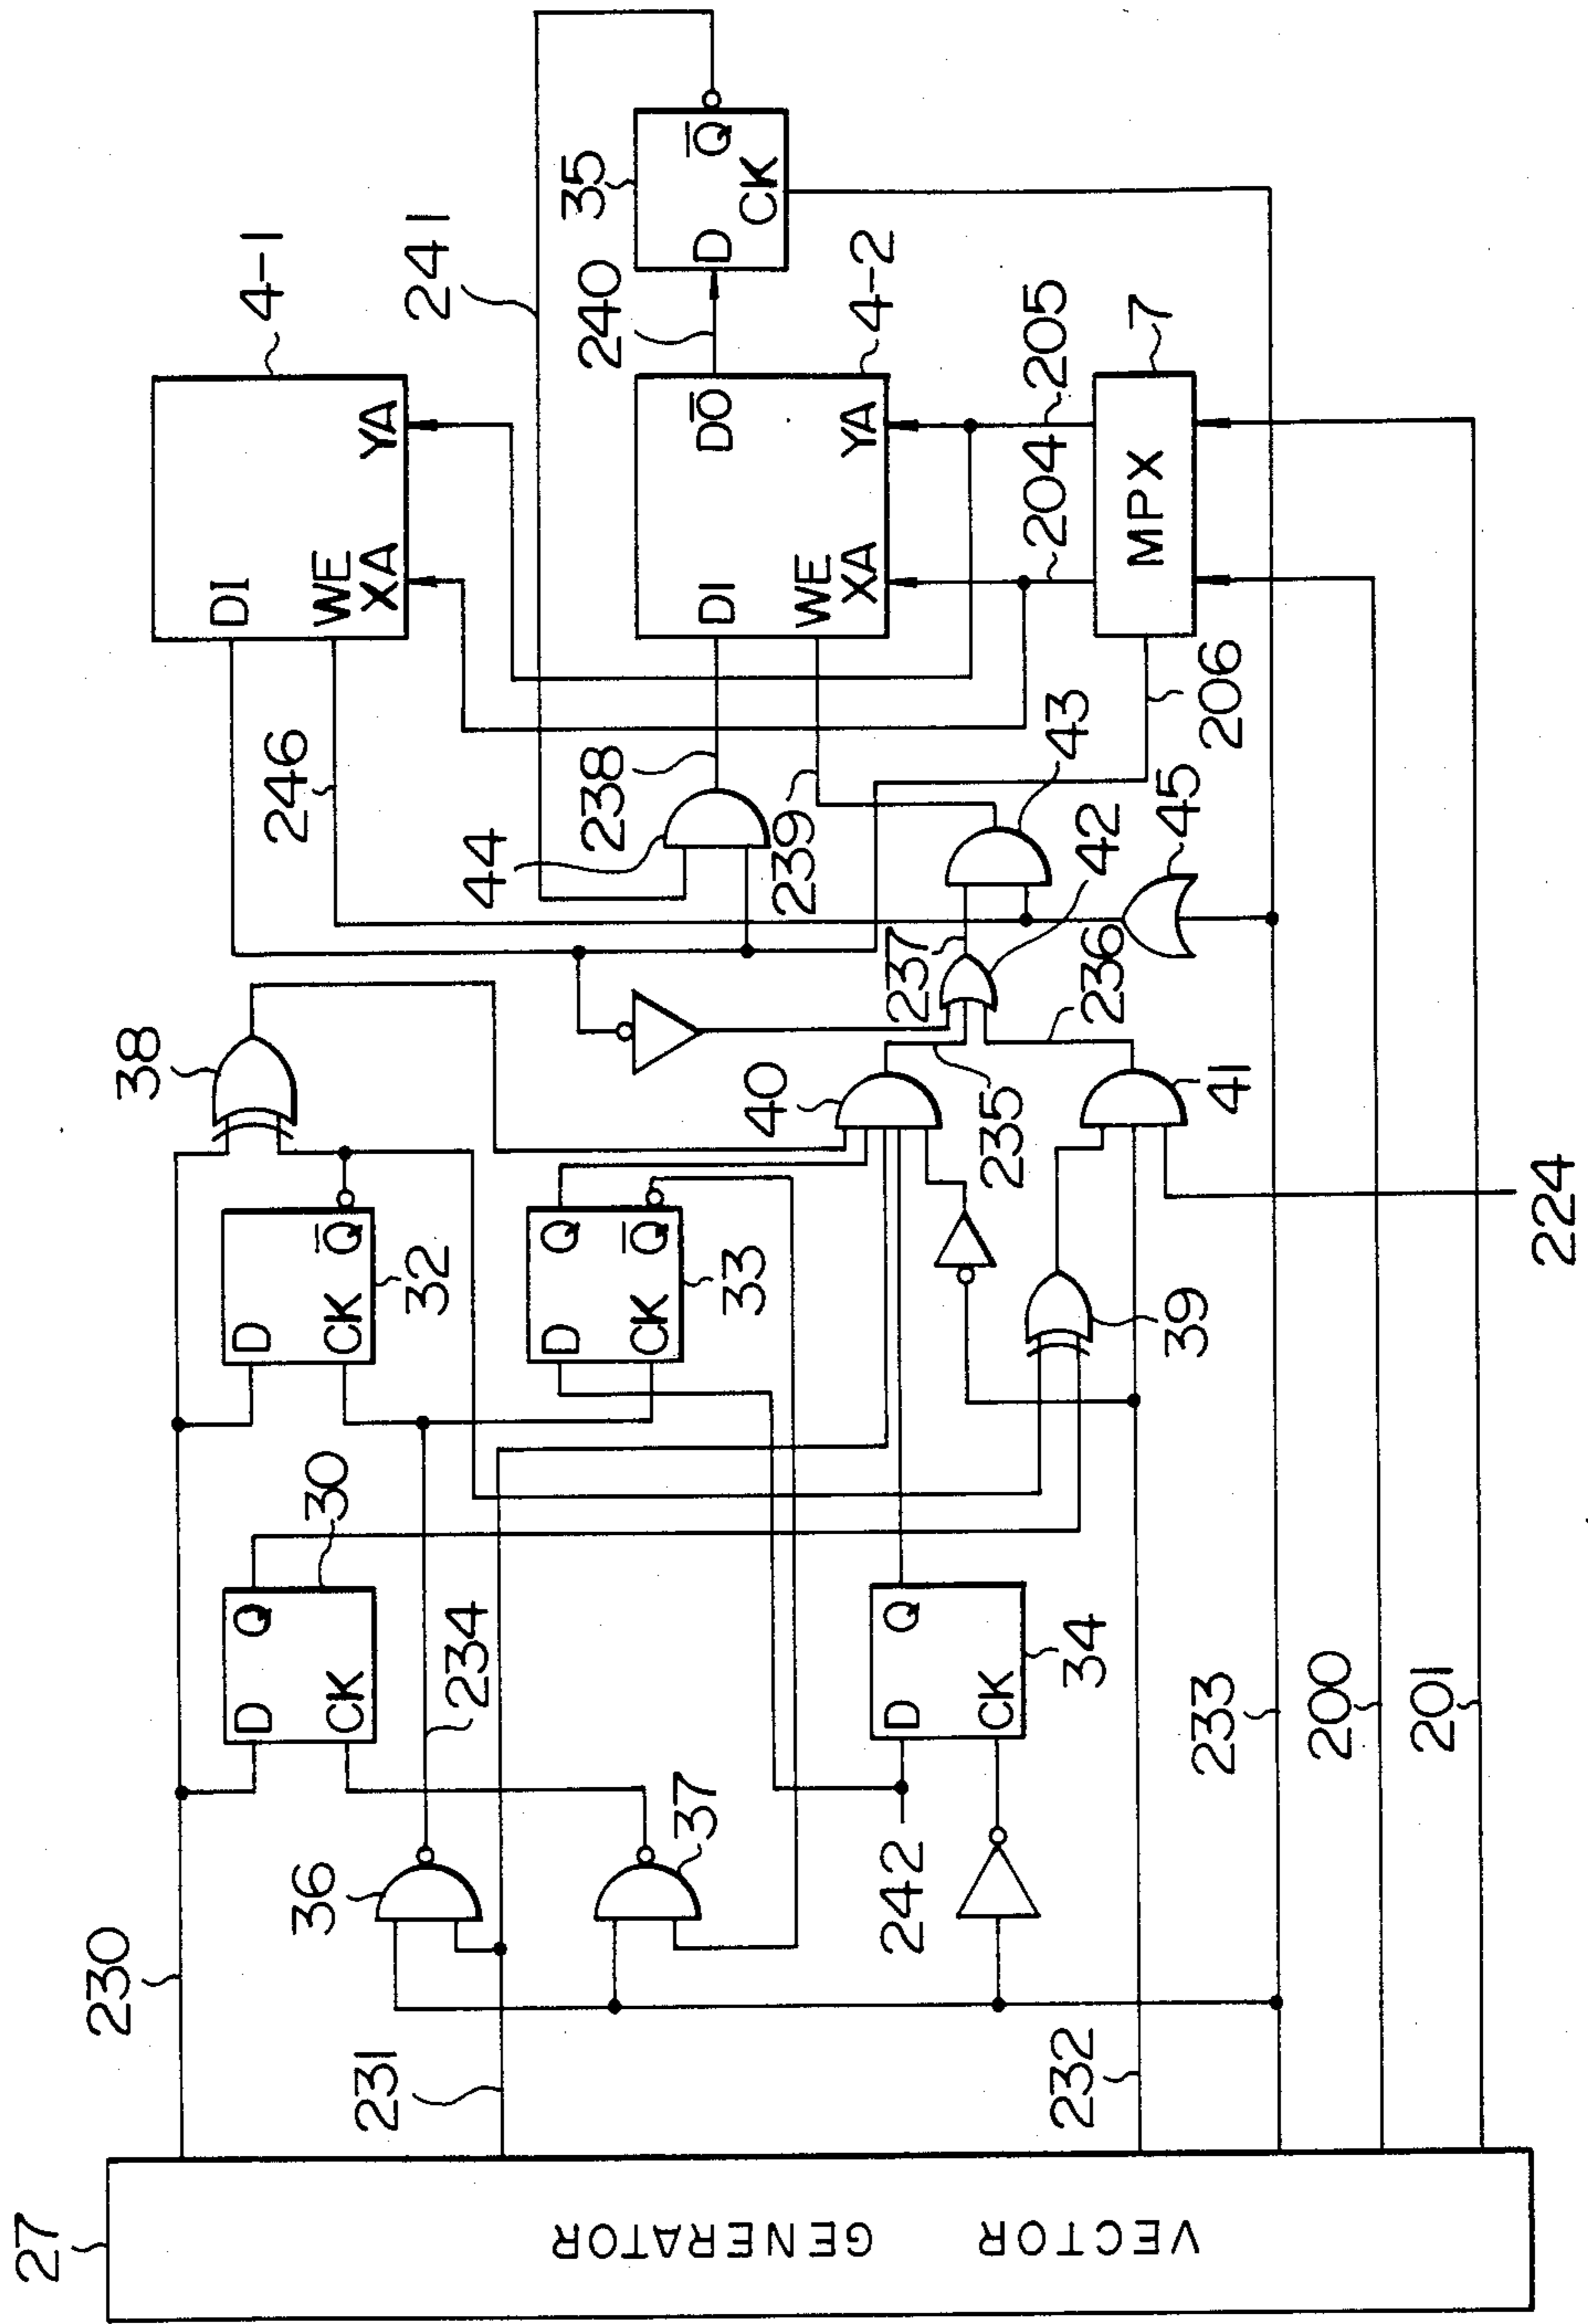 241
4-1
35
D
Q̅
CK
240
4-2
YA
DI
WE
XA
246
DI
D̅O̅
WE
XA
YA
205
204
7
MPX
206
44
238
239
43
42
45
237
236
38
40
235
41
224
D
CK
Q̅
32
D
CK
Q
Q̅
33
39
D
CK
Q
30
234
D
CK
Q
34
36
37
242
233
200
201
230
231
232
27
VECTOR GENERATOR